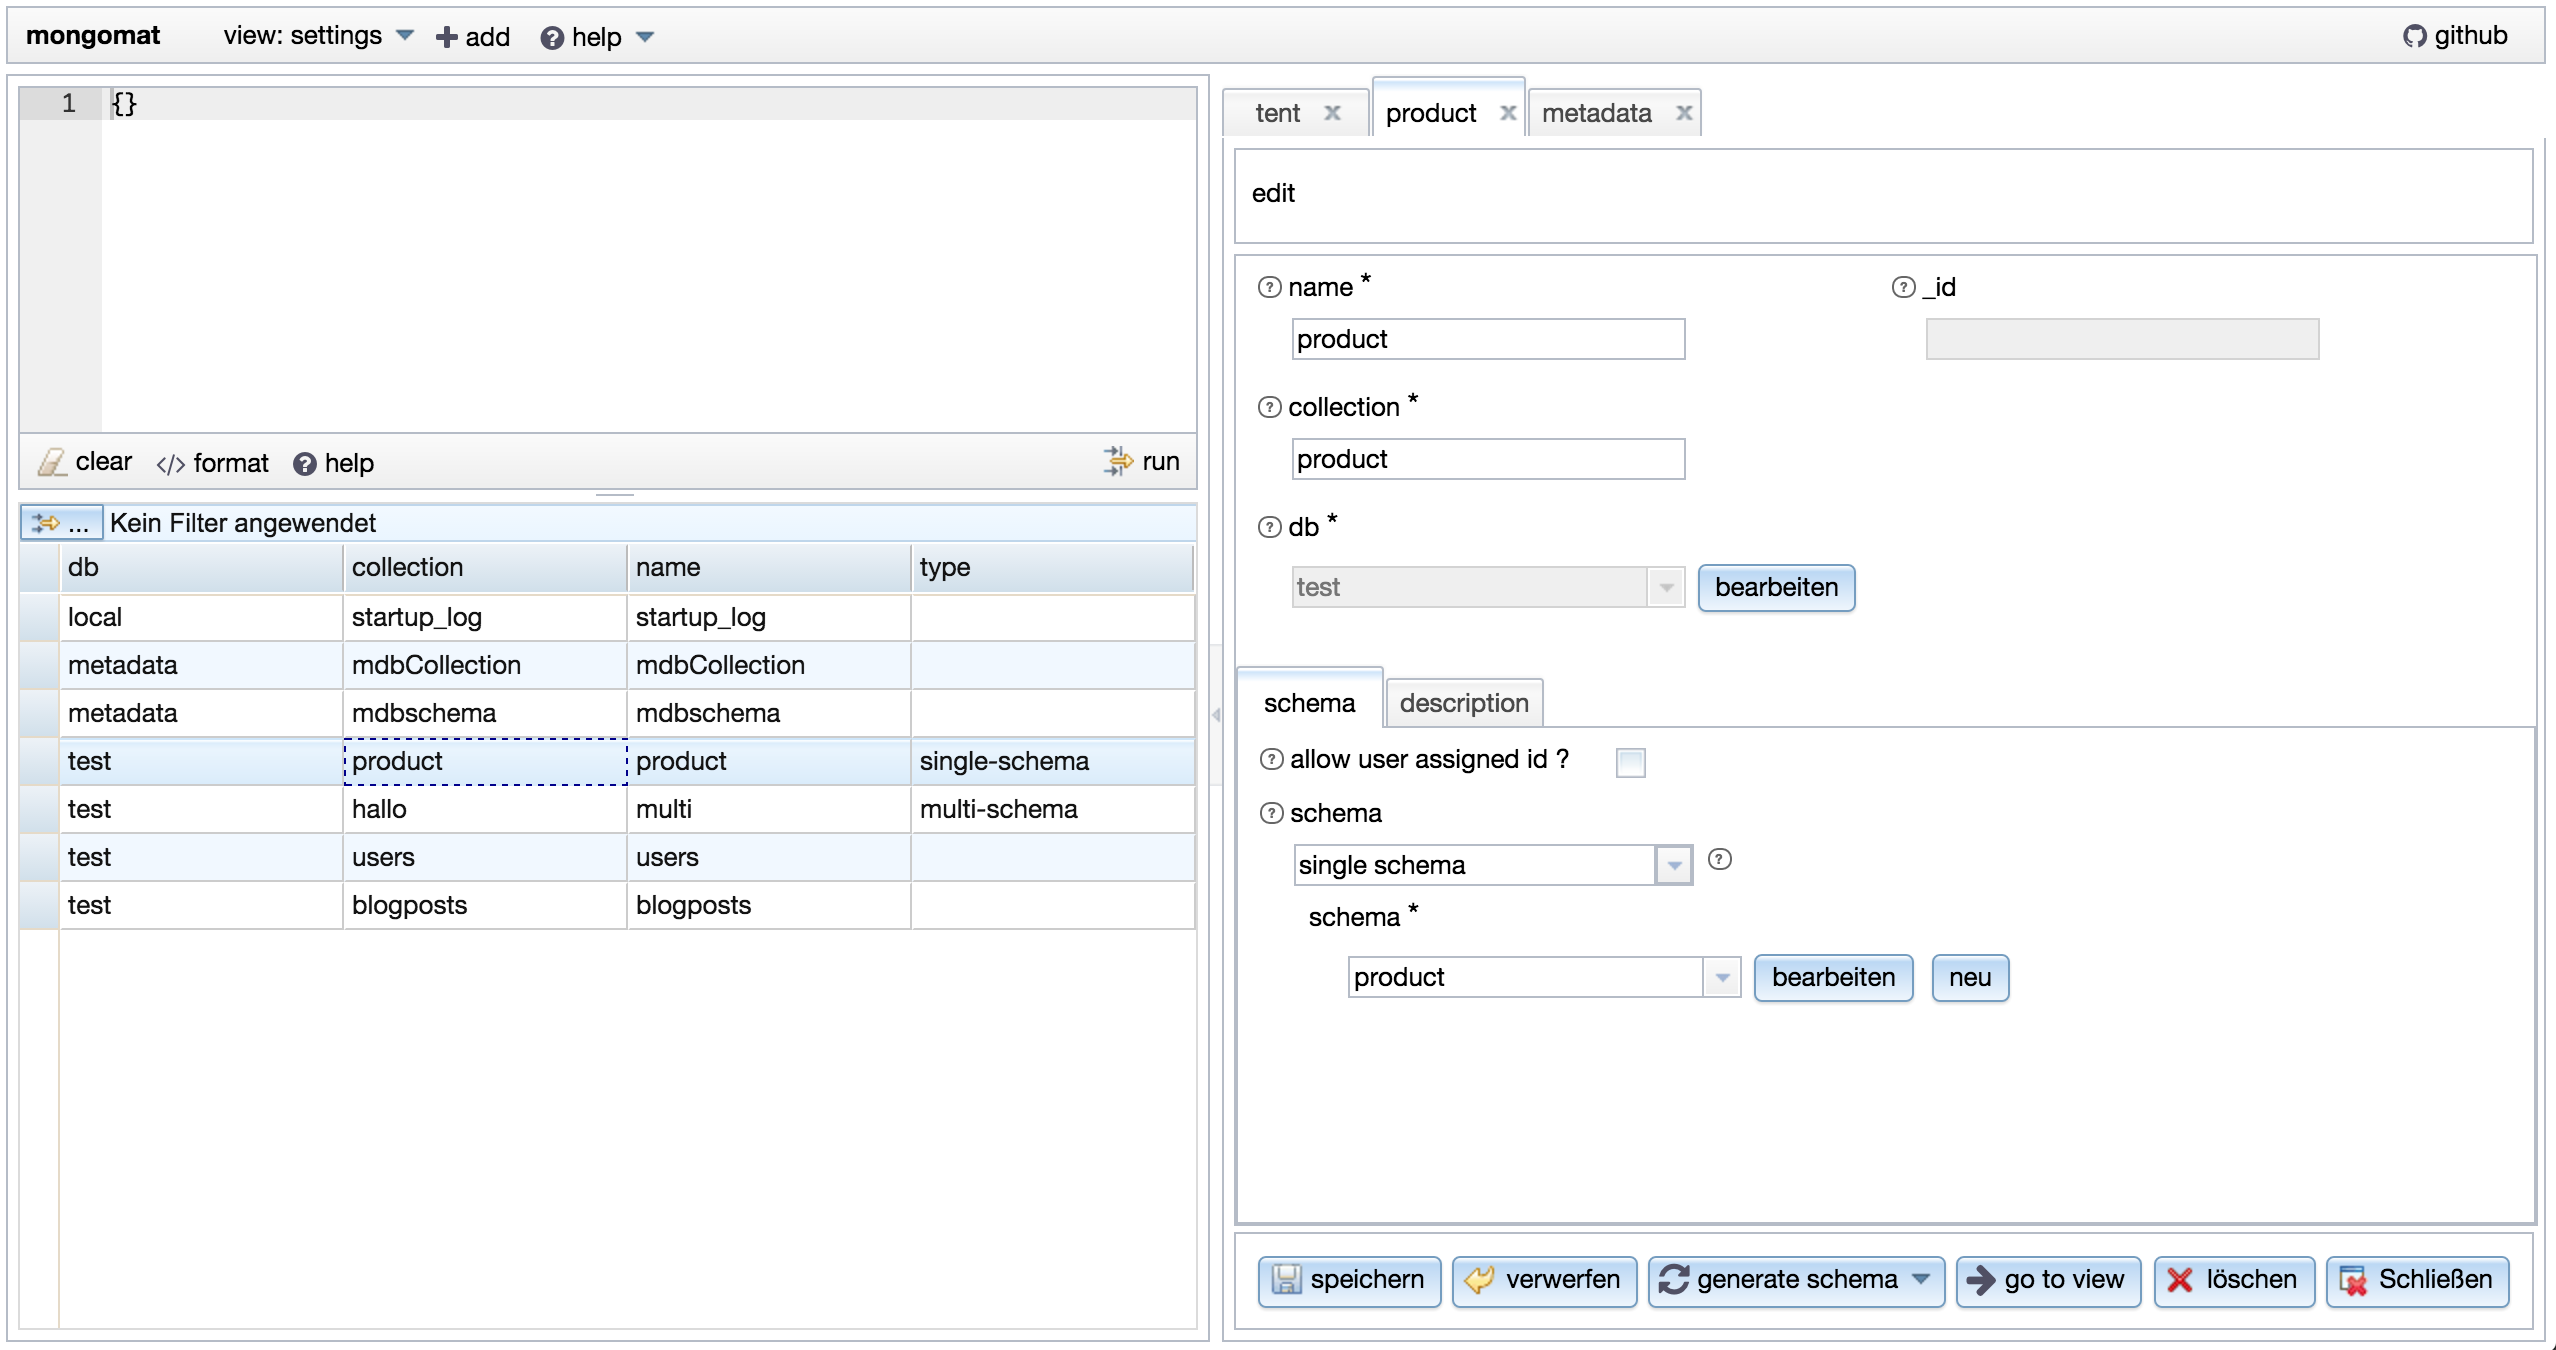 mongomat view: settings add help github
1 {}
clear format help run
... Kein Filter angewendet
db collection name type
local startup_log startup_log
metadata mdbCollection mdbCollection
metadata mdbschema mdbschema
test product product single-schema
test hallo multi multi-schema
test users users
test blogposts blogposts
tent x product x metadata x
edit
? name * ? _id
product
? collection *
product
? db *
test bearbeiten
schema description
? allow user assigned id ?
? schema
single schema ?
schema *
product bearbeiten neu
speichern verwerfen generate schema go to view löschen Schließen